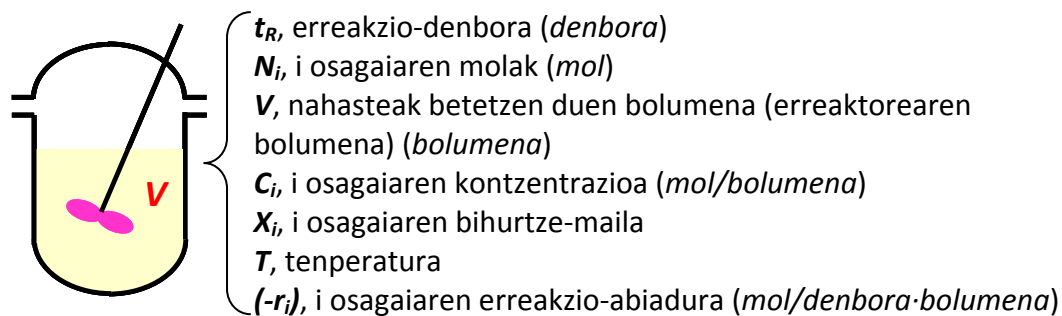 t_R, erreakzio-denbora (denbora)
N_i, i osagaiaren molak (mol)
V, nahasteak betetzen duen bolumena (erreaktorearen
bolumena) (bolumena)
C_i, i osagaiaren kontzentrazioa (mol/bolumena)
X_i, i osagaiaren bihurtze-maila
T, tenperatura
(-r_i), i osagaiaren erreakzio-abiadura (mol/denbora·bolumena)
V